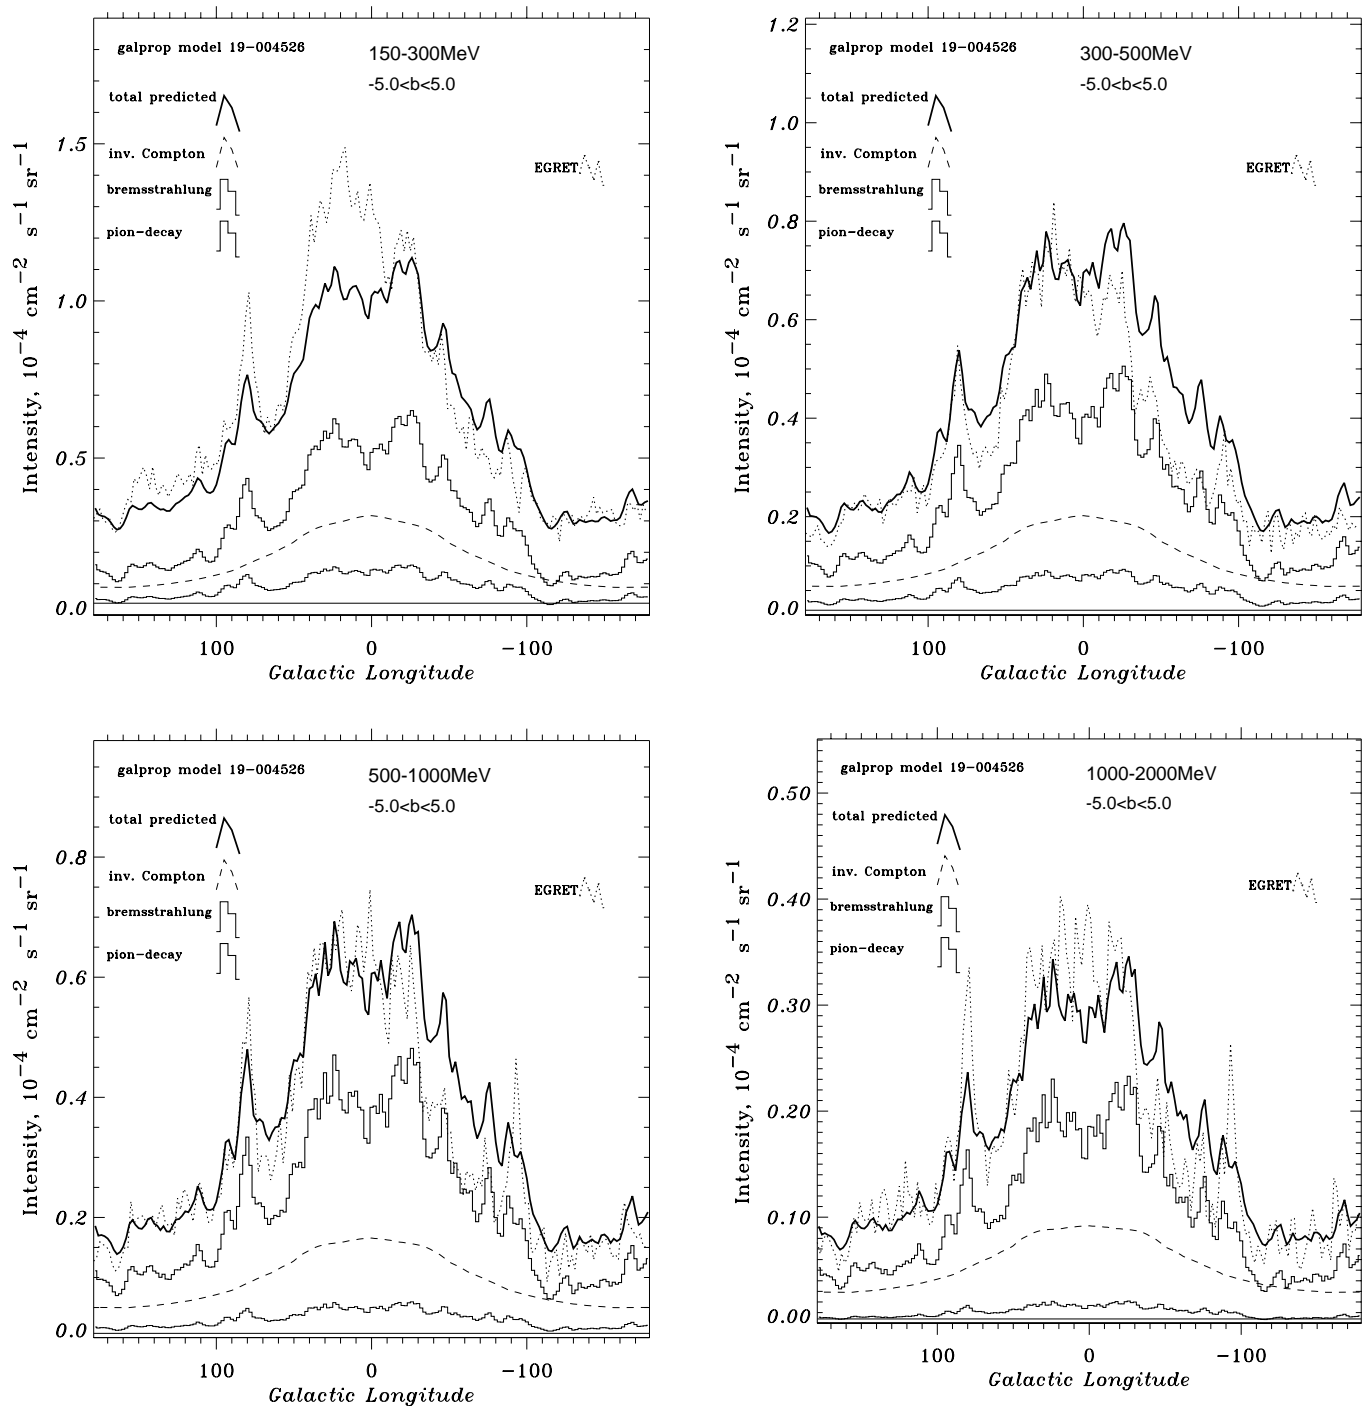 galprop model 19-004526
150-300MeV
-5.0<b<5.0
total predicted
inv. Compton
bremsstrahlung
pion-decay
EGRET
1.5
1.0
0.5
0.0
Intensity, 10−4 cm−2 s−1 sr−1
100 0 −100
Galactic Longitude
galprop model 19-004526
300-500MeV
-5.0<b<5.0
total predicted
inv. Compton
bremsstrahlung
pion-decay
EGRET
1.2
1.0
0.8
0.6
0.4
0.2
0.0
Intensity, 10−4 cm−2 s−1 sr−1
100 0 −100
Galactic Longitude
galprop model 19-004526
500-1000MeV
-5.0<b<5.0
total predicted
inv. Compton
bremsstrahlung
pion-decay
EGRET
0.8
0.6
0.4
0.2
0.0
Intensity, 10−4 cm−2 s−1 sr−1
100 0 −100
Galactic Longitude
galprop model 19-004526
1000-2000MeV
-5.0<b<5.0
total predicted
inv. Compton
bremsstrahlung
pion-decay
EGRET
0.50
0.40
0.30
0.20
0.10
0.00
Intensity, 10−4 cm−2 s−1 sr−1
100 0 −100
Galactic Longitude